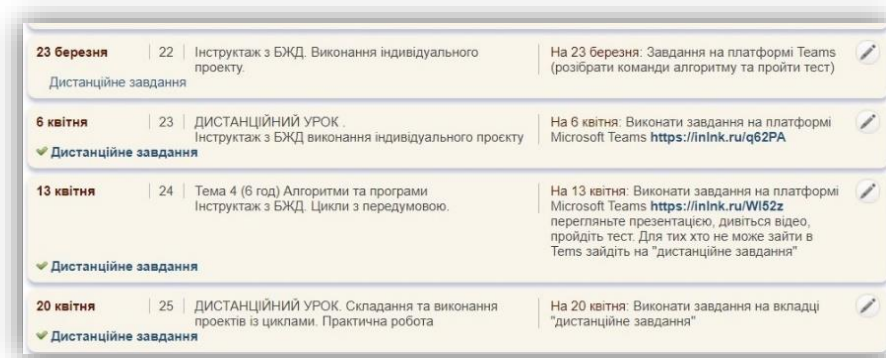 23 березня
22
Інструктаж з БЖД. Виконання індивідуального
проекту.
На 23 березня: Завдання на платформі Teams
(розібрати команди алгоритму та пройти тест)
Дистанційне завдання
6 квітня
23
ДИСТАНЦІЙНИЙ УРОК .
Інструктаж з БЖД виконання індивідуального проєкту
На 6 квітня: Виконати завдання на платформі
Microsoft Teams https://inlnk.ru/q62PA
Дистанційне завдання
13 квітня
24
Тема 4 (6 год) Алгоритми та програми
Інструктаж з БЖД. Цикли з передумовою.
На 13 квітня: Виконати завдання на платформі
Microsoft Teams https://inlnk.ru/Wl52z
перегляньте презентацією, дивіться відео,
пройдіть тест. Для тих хто не може зайти в
Tems зайдіть на "дистанційне завдання"
Дистанційне завдання
20 квітня
25
ДИСТАНЦІЙНИЙ УРОК. Складання та виконання
проектів із циклами. Практична робота
На 20 квітня: Виконати завдання на вкладці
"дистанційне завдання"
Дистанційне завдання